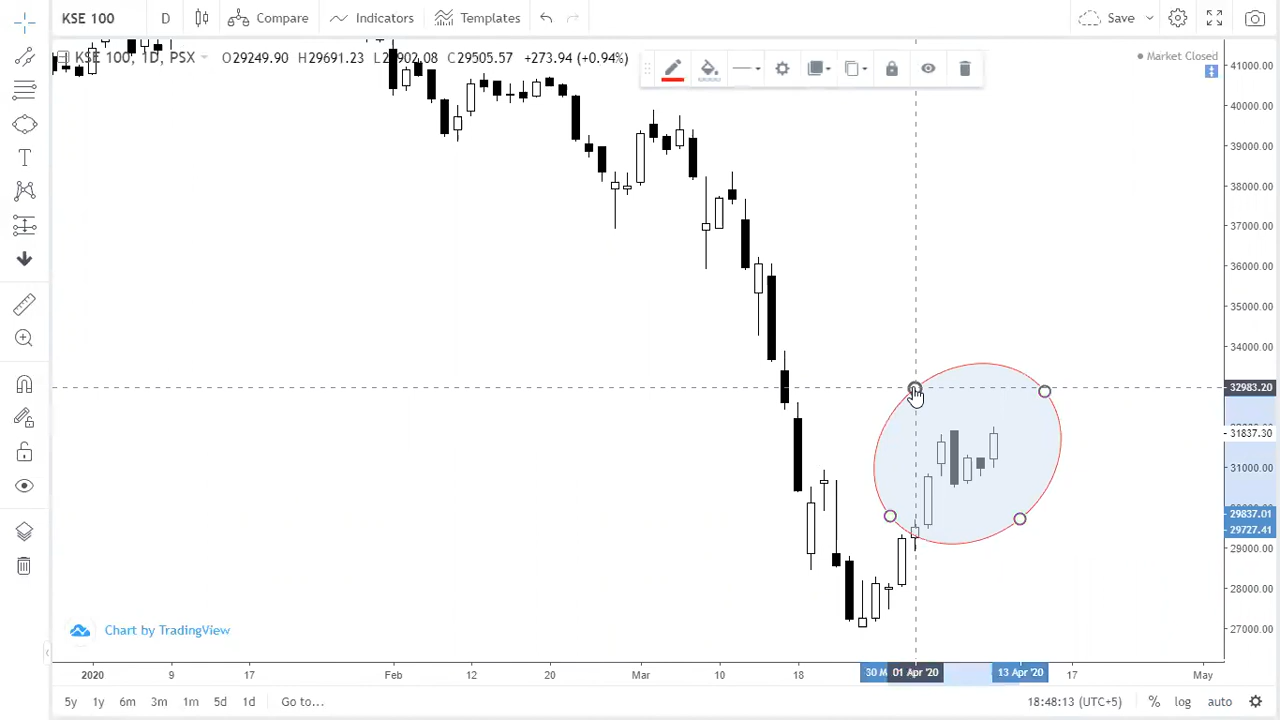 KSE 100 D Compare Indicators Templates Save
KSE 100, 1D, PSX O29249.90 H29691.23 L28902.08 C29505.57 +273.94 (+0.94%)
Market Closed
41000.00
40000.00
39000.00
38000.00
37000.00
36000.00
35000.00
34000.00
32983.20
31837.30
31000.00
29837.01
29727.41
29000.00
28000.00
27000.00
Chart by TradingView
2020 9 17 Feb 12 20 Mar 10 18 30 M 01 Apr '20 13 Apr '20 17 May
5y 1y 6m 3m 1m 5d 1d Go to... 18:48:13 (UTC+5) % log auto